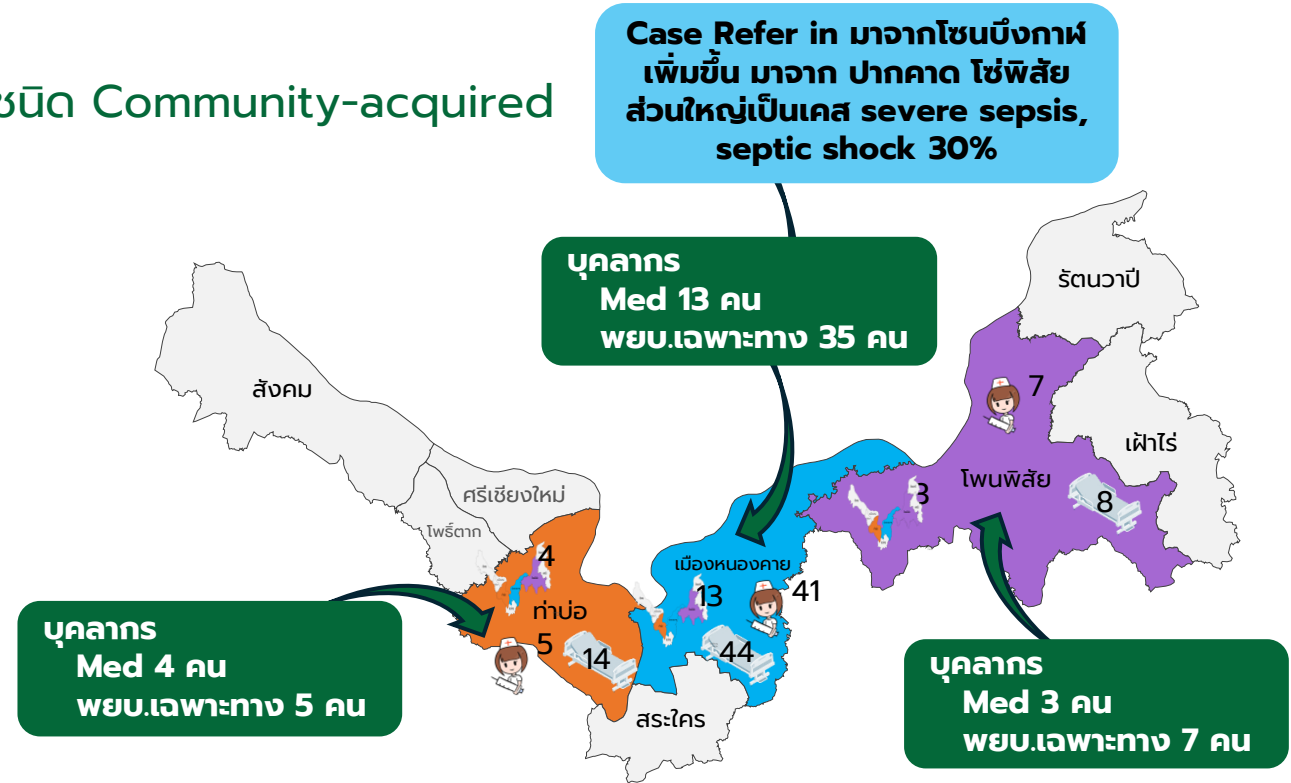 ชนิด Community-acquired
Case Refer in มาจากโซนบึงกาฬ
เพิ่มขึ้น มาจาก ปากคาด โซ่พิสัย
ส่วนใหญ่เป็นเคส severe sepsis,
septic shock 30%
บุคลากร
Med 13 คน
พยบ.เฉพาะทาง 35 คน
รัตนวาปี
สังคม
7
เฝ้าไร่
ศรีเชียงใหม่
โพนพิสัย
3
8
โพธิ์ตาก
4
เมืองหนองคาย
13
41
ท่าบ่อ
5
14
44
สระใคร
บุคลากร
Med 4 คน
พยบ.เฉพาะทาง 5 คน
บุคลากร
Med 3 คน
พยบ.เฉพาะทาง 7 คน